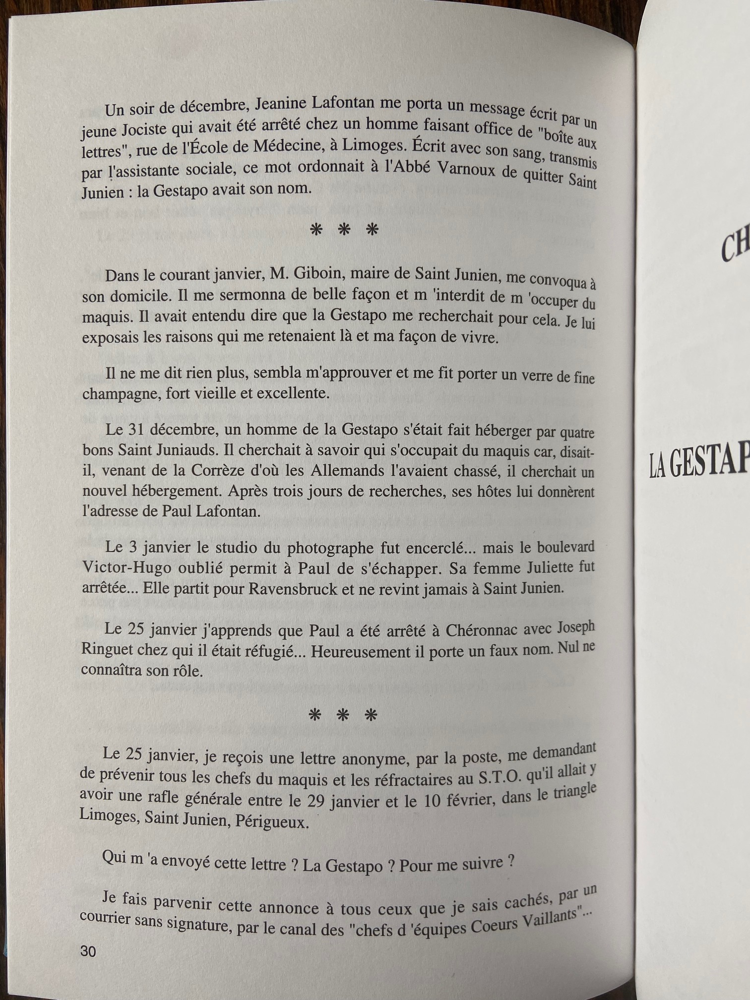 Un soir de décembre, Jeanine Lafontan me porta un message écrit par un
jeune Jociste qui avait été arrêté chez un homme faisant office de "boîte aux
lettres", rue de l'École de Médecine, à Limoges. Écrit avec son sang, transmis
par l'assistante sociale, ce mot ordonnait à l'Abbé Varnoux de quitter Saint
Junien : la Gestapo avait son nom.
* * *
Dans le courant janvier, M. Giboin, maire de Saint Junien, me convoqua à
son domicile. Il me sermonna de belle façon et m 'interdit de m 'occuper du
maquis. Il avait entendu dire que la Gestapo me recherchait pour cela. Je lui
exposais les raisons qui me retenaient là et ma façon de vivre.
Il ne me dit rien plus, sembla m'approuver et me fit porter un verre de fine
champagne, fort vieille et excellente.
Le 31 décembre, un homme de la Gestapo s'était fait héberger par quatre
bons Saint Juniauds. Il cherchait à savoir qui s'occupait du maquis car, disait-
il, venant de la Corrèze d'où les Allemands l'avaient chassé, il cherchait un
nouvel hébergement. Après trois jours de recherches, ses hôtes lui donnèrent
l'adresse de Paul Lafontan.
Le 3 janvier le studio du photographe fut encerclé... mais le boulevard
Victor-Hugo oublié permit à Paul de s'échapper. Sa femme Juliette fut
arrêtée... Elle partit pour Ravensbruck et ne revint jamais à Saint Junien.
Le 25 janvier j'apprends que Paul a été arrêté à Chéronnac avec Joseph
Ringuet chez qui il était réfugié... Heureusement il porte un faux nom. Nul ne
connaîtra son rôle.
* * *
Le 25 janvier, je reçois une lettre anonyme, par la poste, me demandant
de prévenir tous les chefs du maquis et les réfractaires au S.T.O. qu'il allait y
avoir une rafle générale entre le 29 janvier et le 10 février, dans le triangle
Limoges, Saint Junien, Périgueux.
Qui m 'a envoyé cette lettre ? La Gestapo ? Pour me suivre ?
Je fais parvenir cette annonce à tous ceux que je sais cachés, par un
courrier sans signature, par le canal des "chefs d 'équipes Coeurs Vaillants"...
30
CH
LA GESTAP